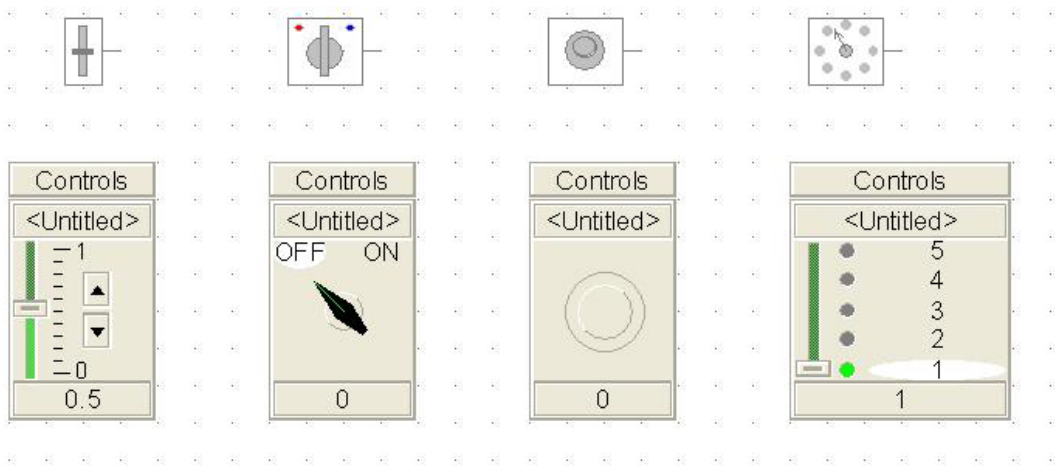 Controls
<Untitled>
1
0
0.5
Controls
<Untitled>
OFF ON
0
Controls
<Untitled>
0
Controls
<Untitled>
5
4
3
2
1
1